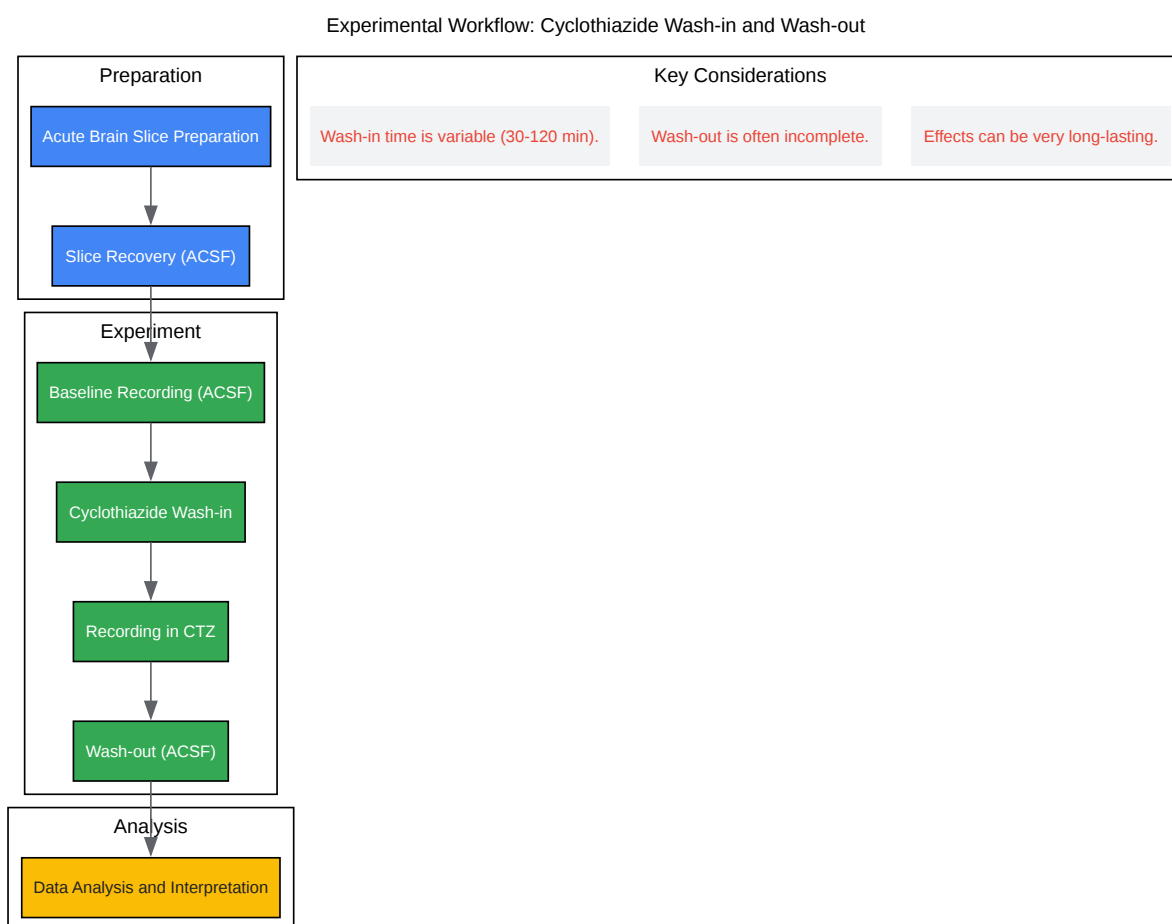 Experimental Workflow: Cyclothiazide Wash-in and Wash-out
Preparation
Acute Brain Slice Preparation
Slice Recovery (ACSF)
Experiment
Baseline Recording (ACSF)
Cyclothiazide Wash-in
Recording in CTZ
Wash-out (ACSF)
Analysis
Data Analysis and Interpretation
Key Considerations
Wash-in time is variable (30-120 min).
Wash-out is often incomplete.
Effects can be very long-lasting.